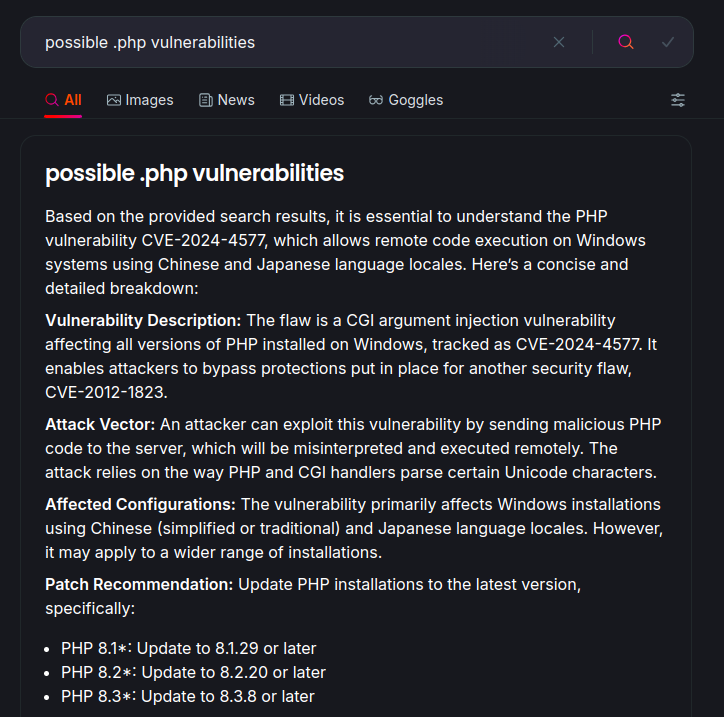 possible .php vulnerabilities
All Images News Videos Goggles
possible .php vulnerabilities
Based on the provided search results, it is essential to understand the PHP
vulnerability CVE-2024-4577, which allows remote code execution on Windows
systems using Chinese and Japanese language locales. Here's a concise and
detailed breakdown:
Vulnerability Description: The flaw is a CGI argument injection vulnerability
affecting all versions of PHP installed on Windows, tracked as CVE-2024-4577. It
enables attackers to bypass protections put in place for another security flaw,
CVE-2012-1823.
Attack Vector: An attacker can exploit this vulnerability by sending malicious PHP
code to the server, which will be misinterpreted and executed remotely. The
attack relies on the way PHP and CGI handlers parse certain Unicode characters.
Affected Configurations: The vulnerability primarily affects Windows installations
using Chinese (simplified or traditional) and Japanese language locales. However,
it may apply to a wider range of installations.
Patch Recommendation: Update PHP installations to the latest version,
specifically:
• PHP 8.1*: Update to 8.1.29 or later
• PHP 8.2*: Update to 8.2.20 or later
• PHP 8.3*: Update to 8.3.8 or later